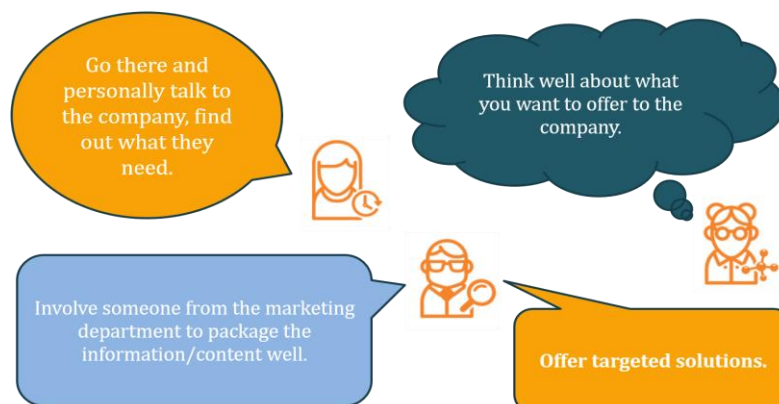 Go there and
personally talk to
the company, find
out what they
need.
Think well about what
you want to offer to the
company.
Involve someone from the marketing
department to package the
information/content well.
Offer targeted solutions.